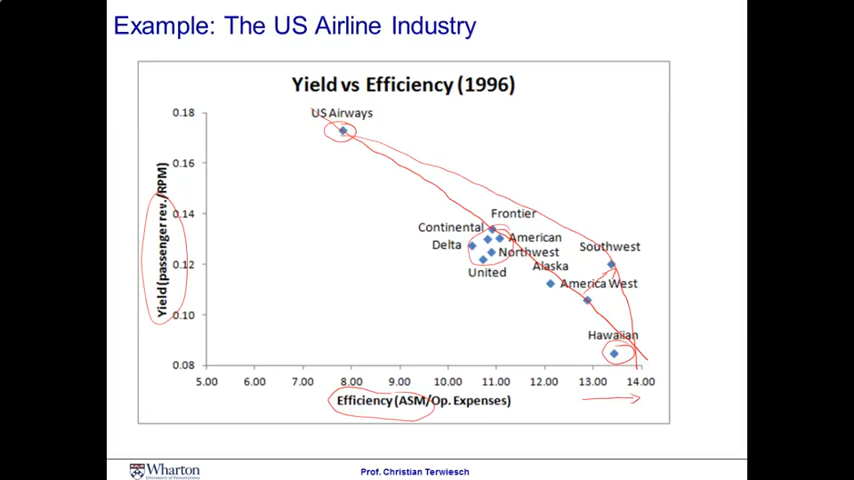 Example: The US Airline Industry
Yield vs Efficiency (1996)
0.18
0.16
0.14
0.12
0.10
0.08
Yield (passenger rev./RPM)
US Airways
Frontier
Continental
American
Delta
Northwest
Southwest
United
Alaska
America West
Hawaiian
5.00 6.00 7.00 8.00 9.00 10.00 11.00 12.00 13.00 14.00
Efficiency (ASM/Op. Expenses)
Wharton
Prof. Christian Terwiesch